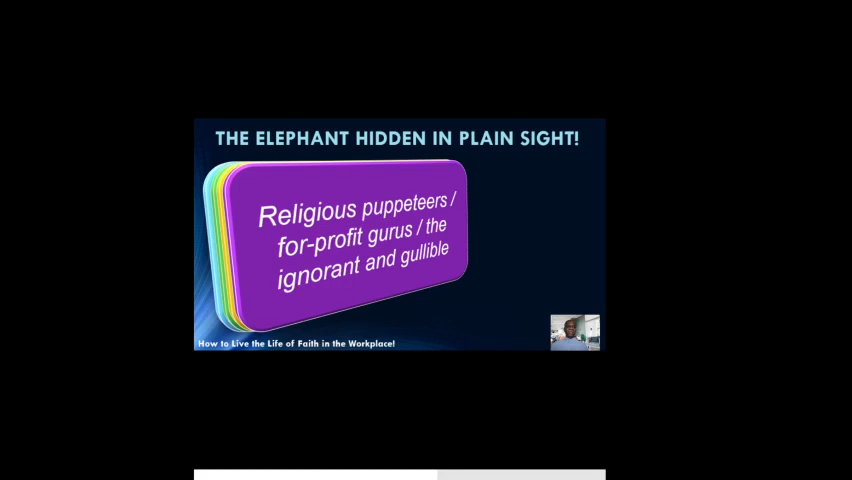 THE ELEPHANT HIDDEN IN PLAIN SIGHT!
Religious puppeteers /
for-profit gurus / the
ignorant and gullible
How to Live the Life of Faith in the Workplace!